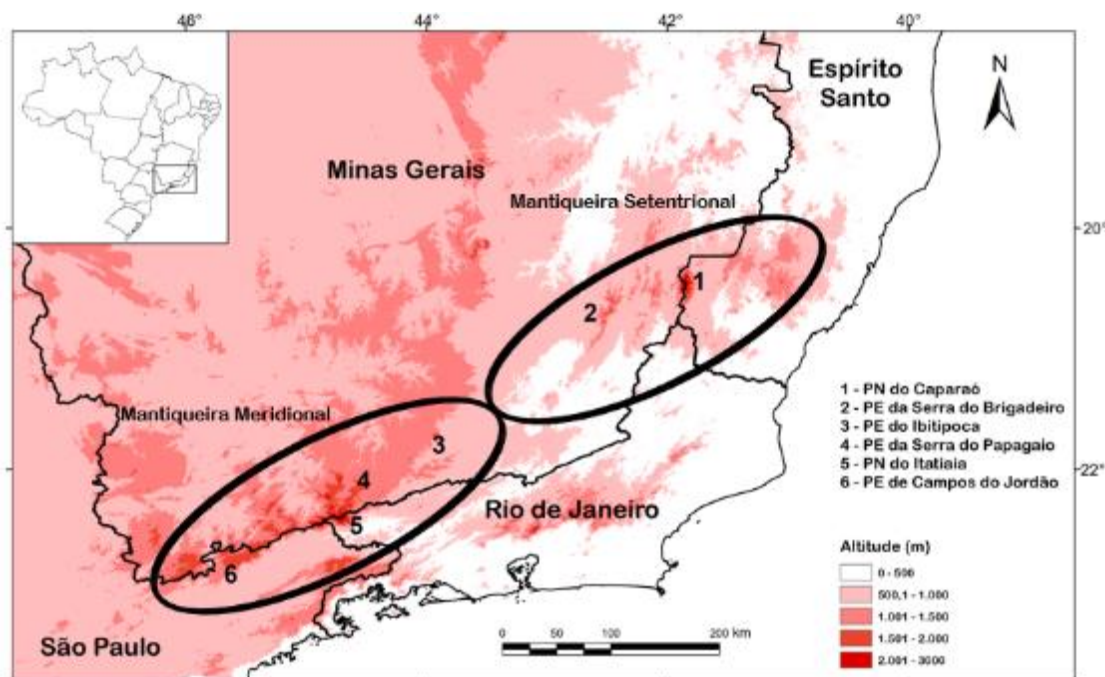 46°
44°
42°
40°
N
Espírito
Santo
Minas Gerais
Mantiqueira Setentrional
20°
1
2
Mantiqueira Meridional
3
4
5
6
22°
Rio de Janeiro
São Paulo
1 - PN do Caparaó
2 - PE da Serra do Brigadeiro
3 - PE do Ibitipoca
4 - PE da Serra do Papagaio
5 - PN do Itatiaia
6 - PE de Campos do Jordão
Altitude (m)
0 - 500
500,1 - 1.000
1.001 - 1.500
1.501 - 2.000
2.001 - 3000
0 50 100 200 km